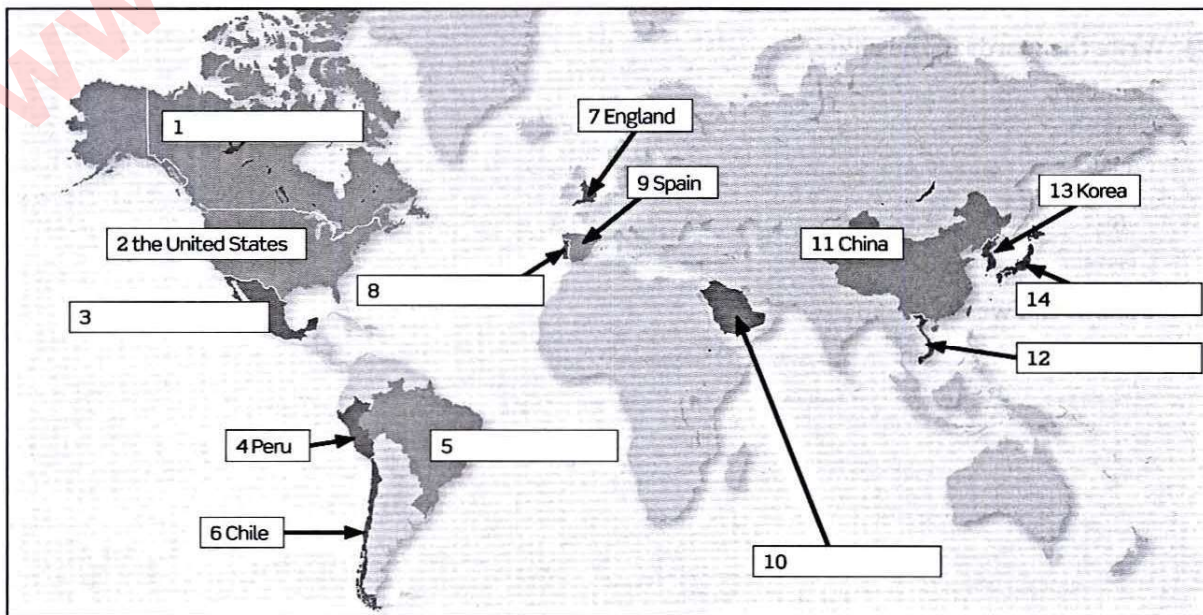 WW
1
2 the United States
3
4 Peru
5
6 Chile
7 England
8
9 Spain
10
11 China
12
13 Korea
14